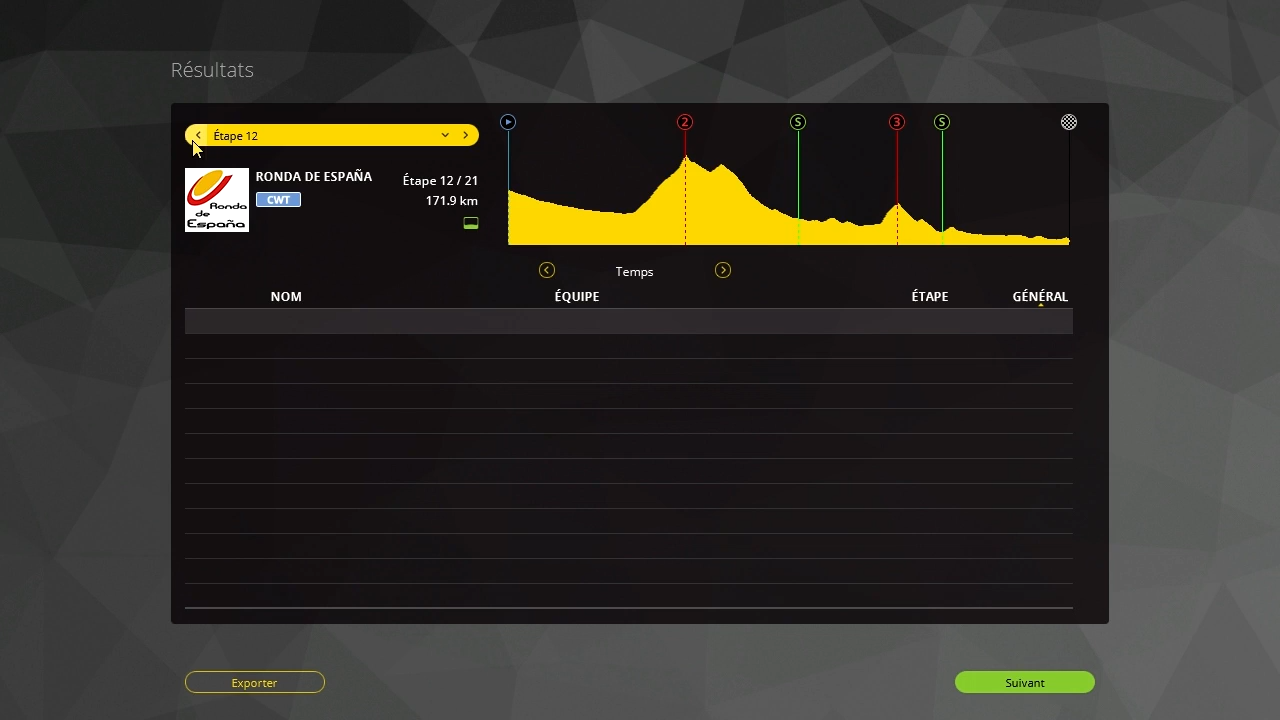 Résultats
Étape 12
2
S
3
S
RONDA DE ESPAÑA
CWT
Étape 12 / 21
171.9 km
Ronda
de
España
Temps
NOM
ÉQUIPE
ÉTAPE
GÉNÉRAL
Exporter
Suivant